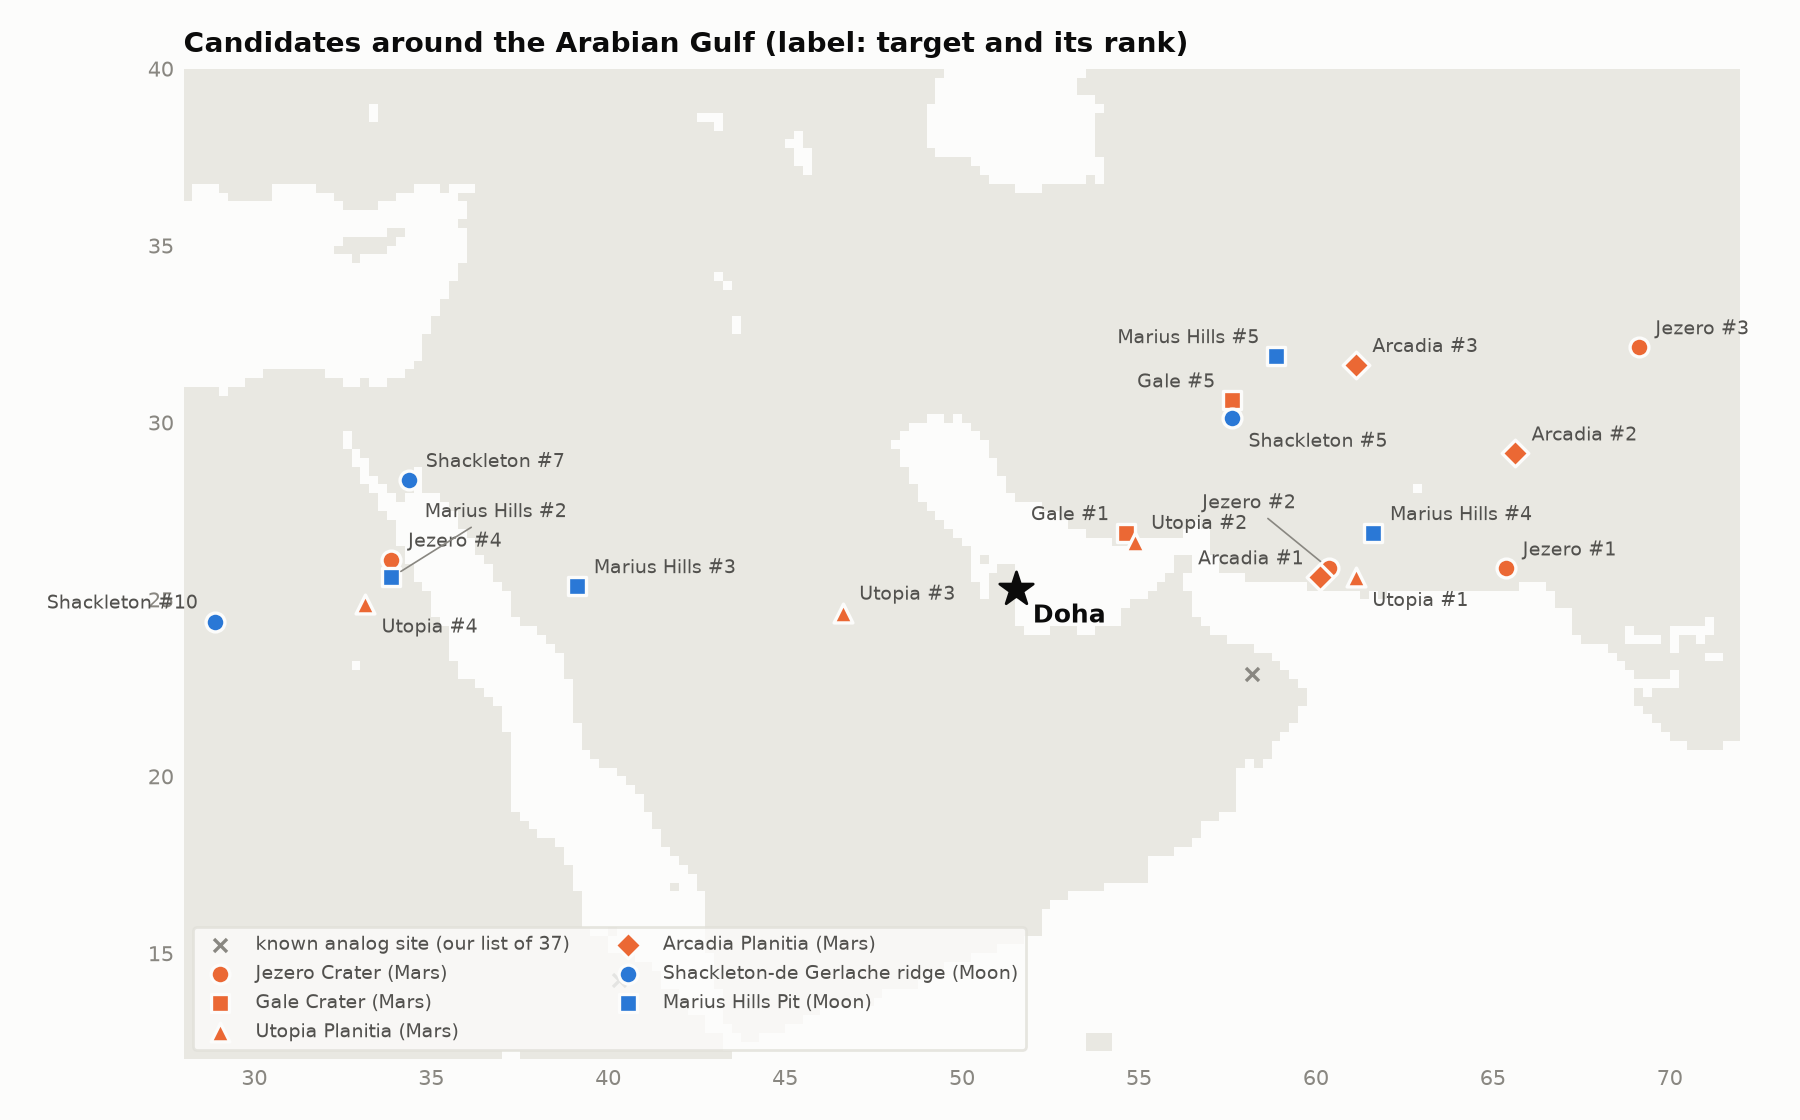 Candidates around the Arabian Gulf (label: target and its rank)
40
35
30
25
20
15
Jezero #3
Marius Hills #5
Arcadia #3
Gale #5
Shackleton #5
Arcadia #2
Shackleton #7
Marius Hills #2
Jezero #4
Jezero #2
Gale #1
Utopia #2
Marius Hills #4
Arcadia #1
Jezero #1
Marius Hills #3
Utopia #3
Utopia #1
Shackleton #10
Doha
Utopia #4
known analog site (our list of 37)
Jezero Crater (Mars)
Gale Crater (Mars)
Utopia Planitia (Mars)
Arcadia Planitia (Mars)
Shackleton-de Gerlache ridge (Moon)
Marius Hills Pit (Moon)
30 35 40 45 50 55 60 65 70